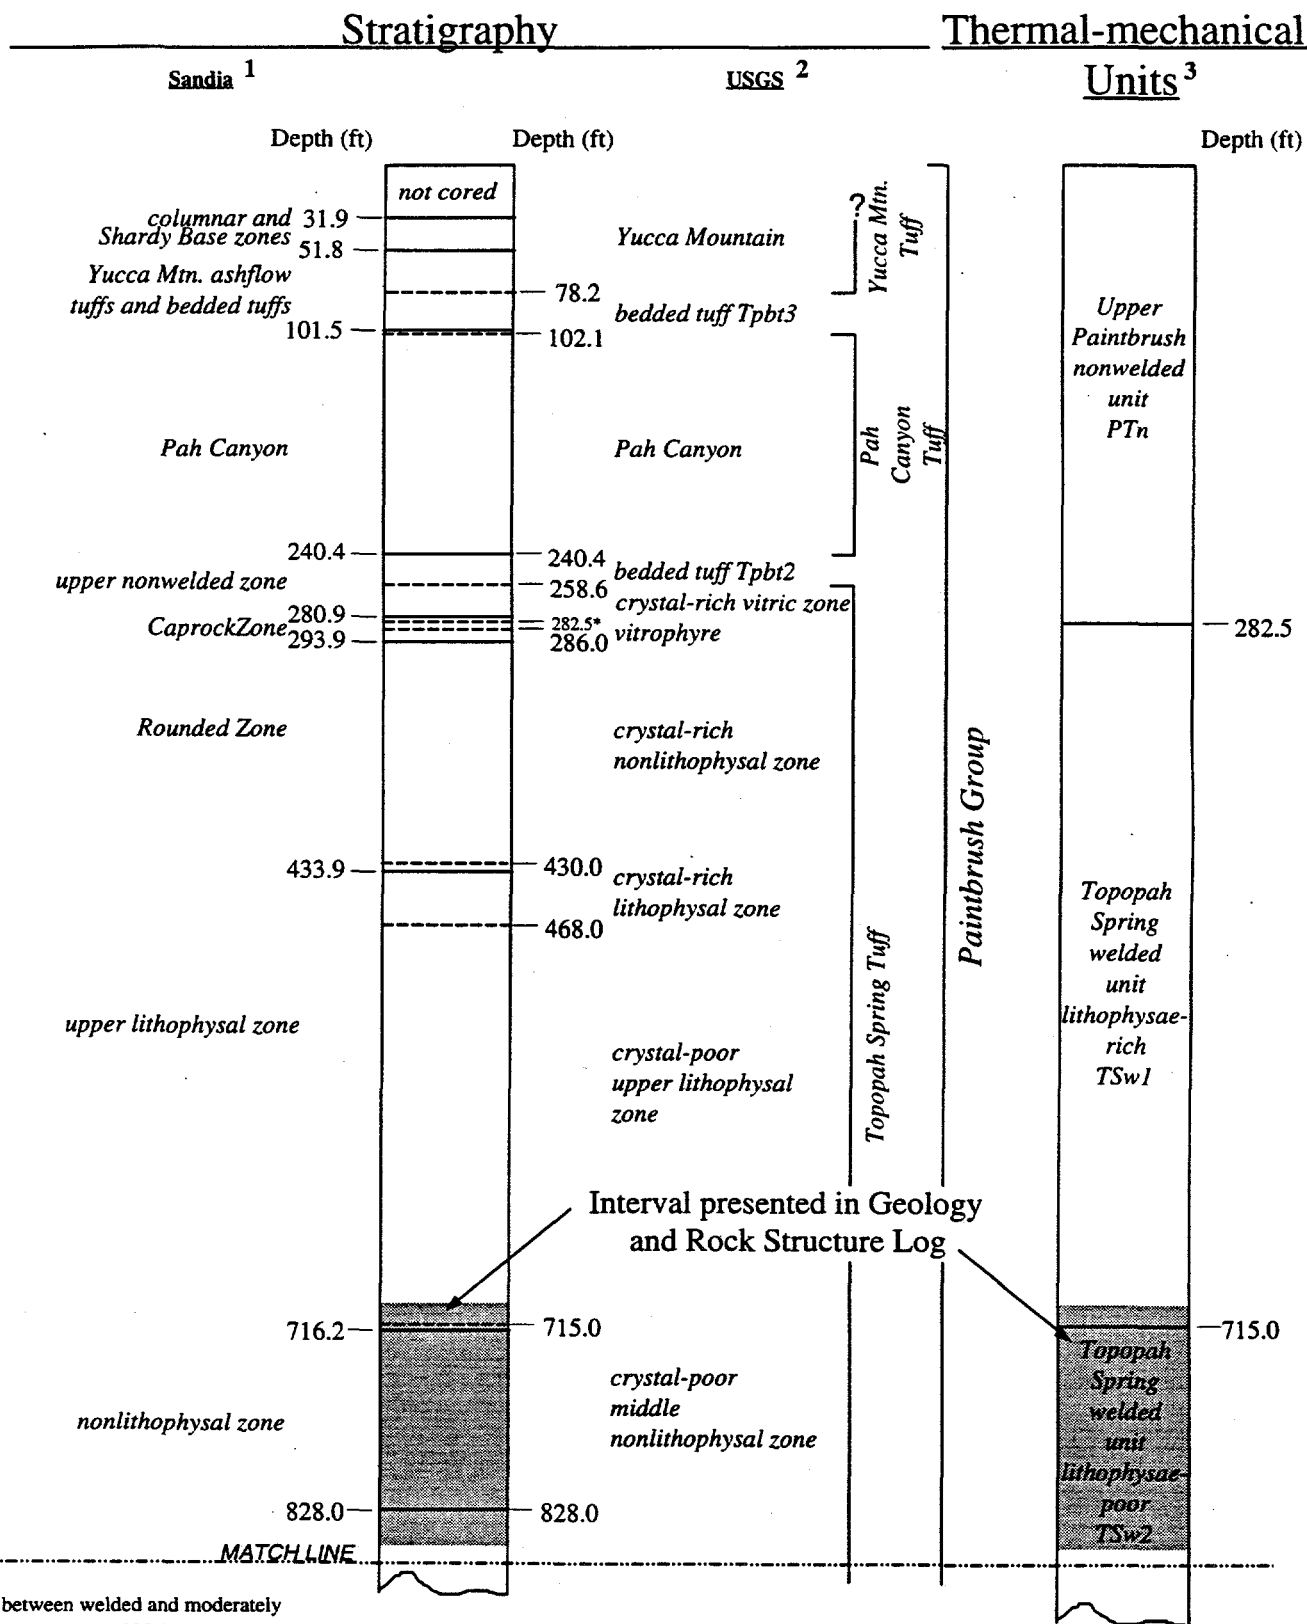 Stratigraphy
Thermal-mechanical
Units 3
Sandia 1
USGS 2
Depth (ft)
Depth (ft)
Depth (ft)
not cored
columnar and
Shardy Base zones
31.9
51.8
Yucca Mtn. ashflow
tuffs and bedded tuffs
101.5
Pah Canyon
240.4
upper nonwelded zone
280.9
CaprockZone
293.9
Rounded Zone
433.9
upper lithophysal zone
716.2
nonlithophysal zone
828.0
78.2
102.1
240.4
258.6
282.5*
286.0
430.0
468.0
715.0
828.0
Yucca Mountain
bedded tuff Tpbt3
Pah Canyon
bedded tuff Tpbt2
crystal-rich vitric zone
vitrophyre
crystal-rich
nonlithophysal zone
crystal-rich
lithophysal zone
crystal-poor
upper lithophysal
zone
crystal-poor
middle
nonlithophysal zone
?
Yucca Mtn.
Tuff
Pah
Canyon
Tuff
Topopah Spring Tuff
Paintbrush Group
Interval presented in Geology
and Rock Structure Log
Upper
Paintbrush
nonwelded
unit
PTn
282.5
Topopah
Spring
welded
unit
lithophysae-
rich
TSw1
715.0
Topopah
Spring
welded
unit
lithophysae-
poor
TSw2
MATCH LINE
between welded and moderately